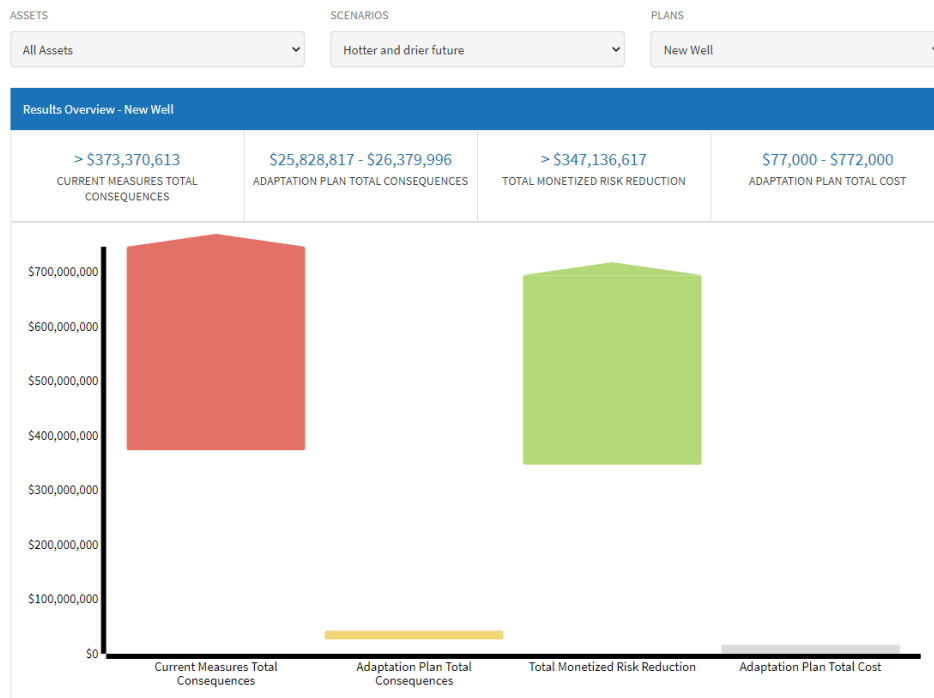 ASSETS
SCENARIOS
PLANS
All Assets
Hotter and drier future
New Well
Results Overview - New Well
> $373,370,613
CURRENT MEASURES TOTAL
CONSEQUENCES
$25,828,817 - $26,379,996
ADAPTATION PLAN TOTAL CONSEQUENCES
> $347,136,617
TOTAL MONETIZED RISK REDUCTION
$77,000 - $772,000
ADAPTATION PLAN TOTAL COST
$700,000,000
$600,000,000
$500,000,000
$400,000,000
$300,000,000
$200,000,000
$100,000,000
$0
Current Measures Total
Consequences
Adaptation Plan Total
Consequences
Total Monetized Risk Reduction
Adaptation Plan Total Cost